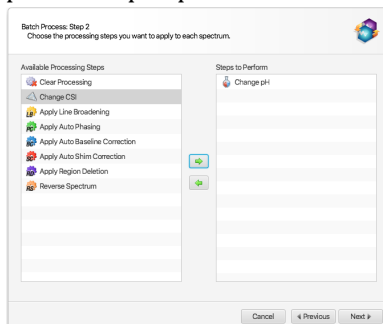 Batch Process: Step 2
Choose the processing steps you want to apply to each spectrum.
Available Processing Steps
Clear Processing
Change CSI
Apply Line Broadening
Apply Auto Phasing
Apply Auto Baseline Correction
Apply Auto Shim Correction
Apply Region Deletion
Reverse Spectrum
Steps to Perform
Change pH
Cancel
Previous
Next